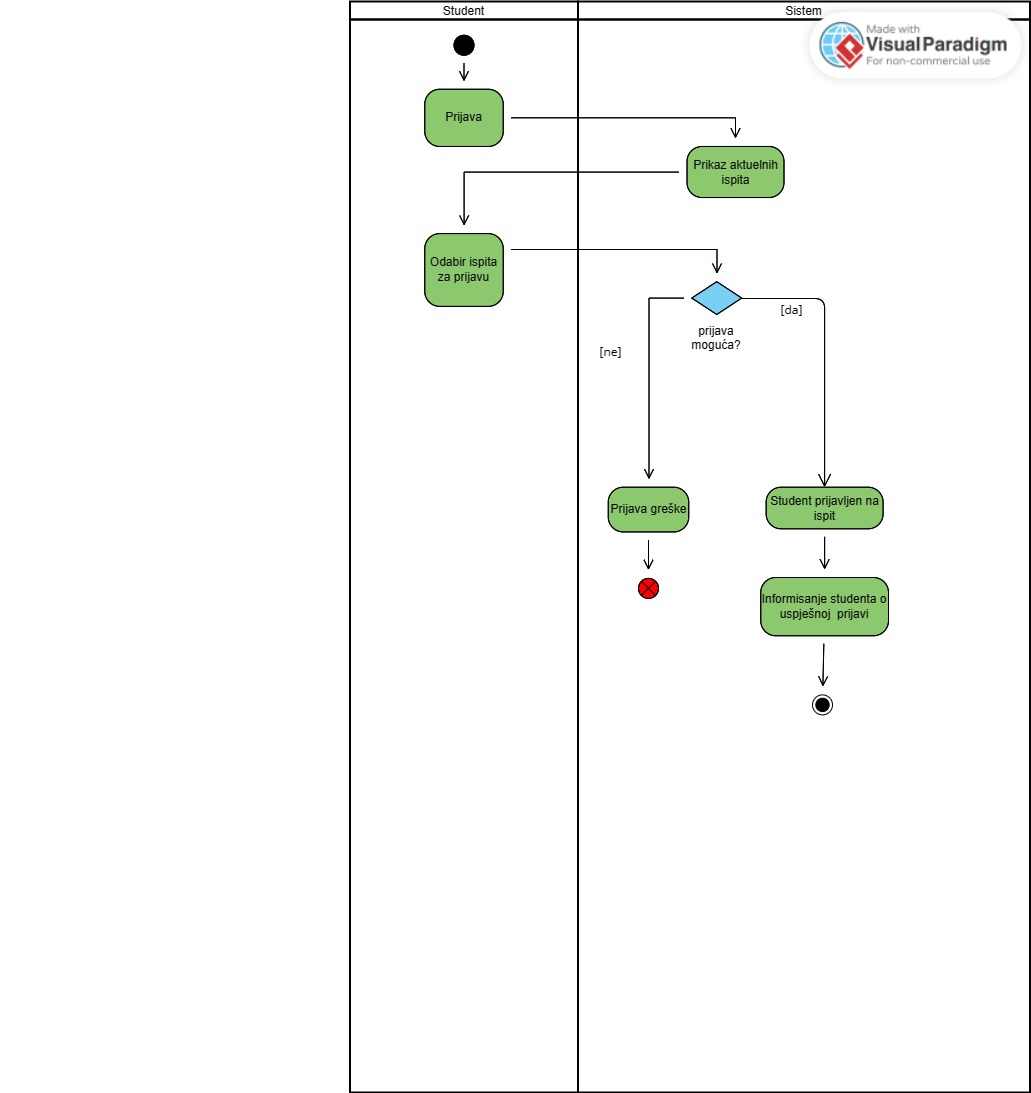 Student
Sistem
Made with
Visual Paradigm
For non-commercial use
Prijava
Prikaz aktuelnih
ispita
Odabir ispita
za prijavu
[da]
prijava
moguća?
[ne]
Prijava greške
Student prijavljen na
ispit
Informisanje studenta o
uspješnoj  prijavi